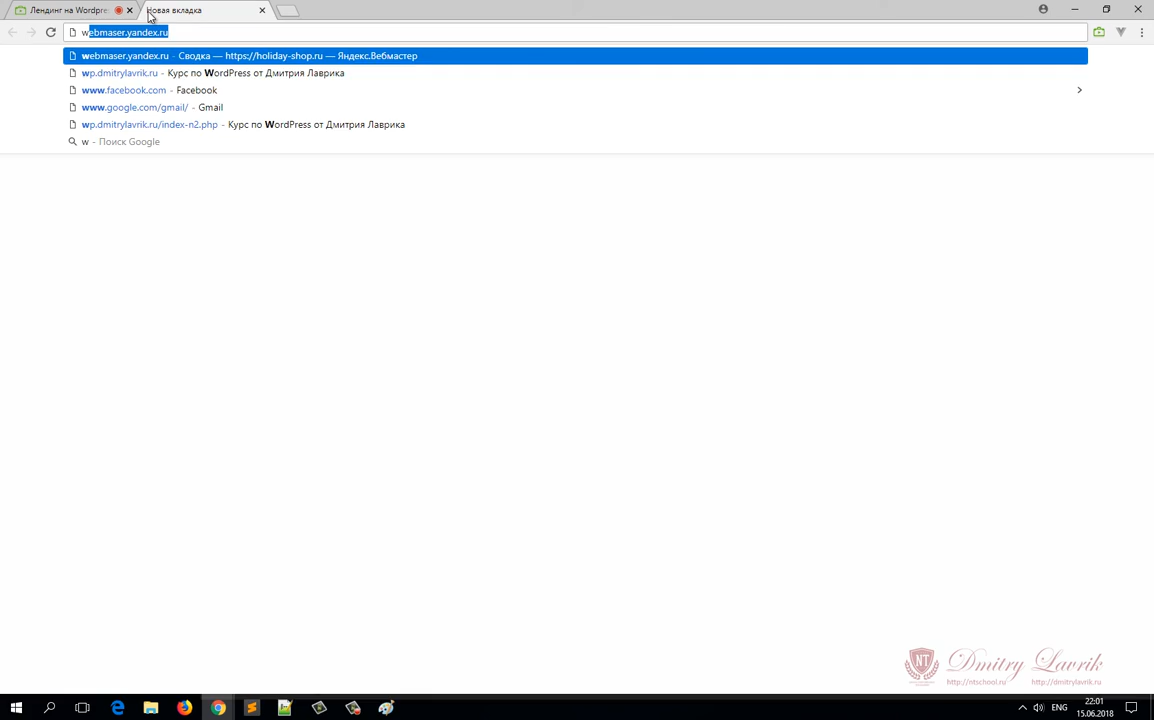 Лендинг на Wordpre
Новая вкладка
webmaser.yandex.ru
webmaser.yandex.ru - Сводка — https://holiday-shop.ru — Яндекс.Вебмастер
wp.dmitrylavrik.ru - Курс по WordPress от Дмитрия Лаврика
www.facebook.com - Facebook
www.google.com/gmail/ - Gmail
wp.dmitrylavrik.ru/index-n2.php - Курс по WordPress от Дмитрия Лаврика
w - Поиск Google
NT
Dmitry Lavrik
http://ntschool.ru http://dmitrylavrik.ru
ENG
22:01
15.06.2018